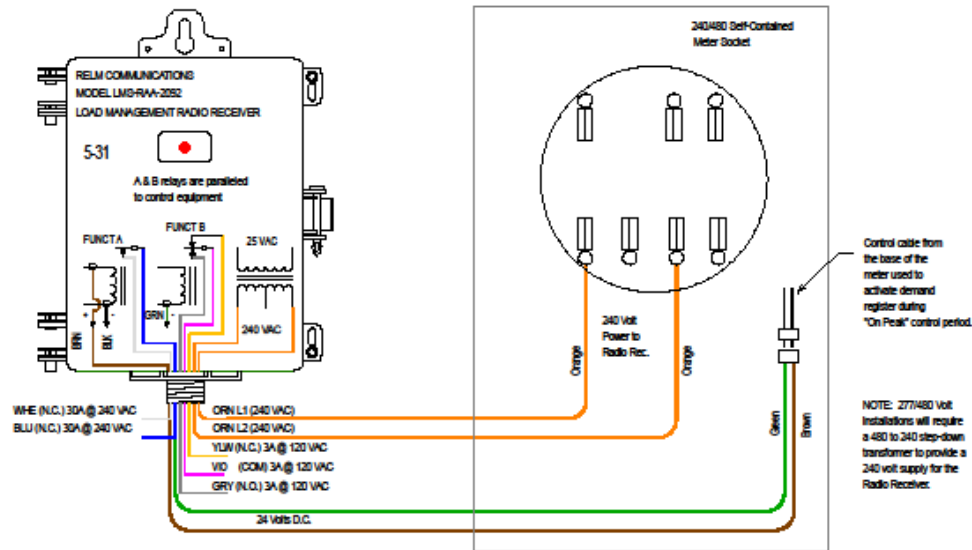 240/480 Self-Contained
Meter Socket
RELM COMMUNICATIONS
MODEL LMS-RAA-2092
LOAD MANAGEMENT RADIO RECEIVER
5-31
A & B relays are paralleled
to control equipment
FUNCT A
FUNCT B
25 VAC
GRN
BRN
BLK
+
-
240 VAC
Control cable from
the base of the
meter used to
activate demand
register during
"On Peak" control period.
240 Volt
Power to
Radio Rec.
Orange
Orange
Green
Brown
WHE (N.C.) 30A @ 240 VAC
BLU (N.C.) 30A @ 240 VAC
ORN L1 (240 VAC)
ORN L2 (240 VAC)
YLW (N.C.) 3A @ 120 VAC
VIO (COM) 3A @ 120 VAC
GRY (N.O.) 3A @ 120 VAC
24 Volts D.C.
NOTE: 277/480 Volt
Installations will require
a 480 to 240 step-down
transformer to provide a
240 volt supply for the
Radio Receiver.